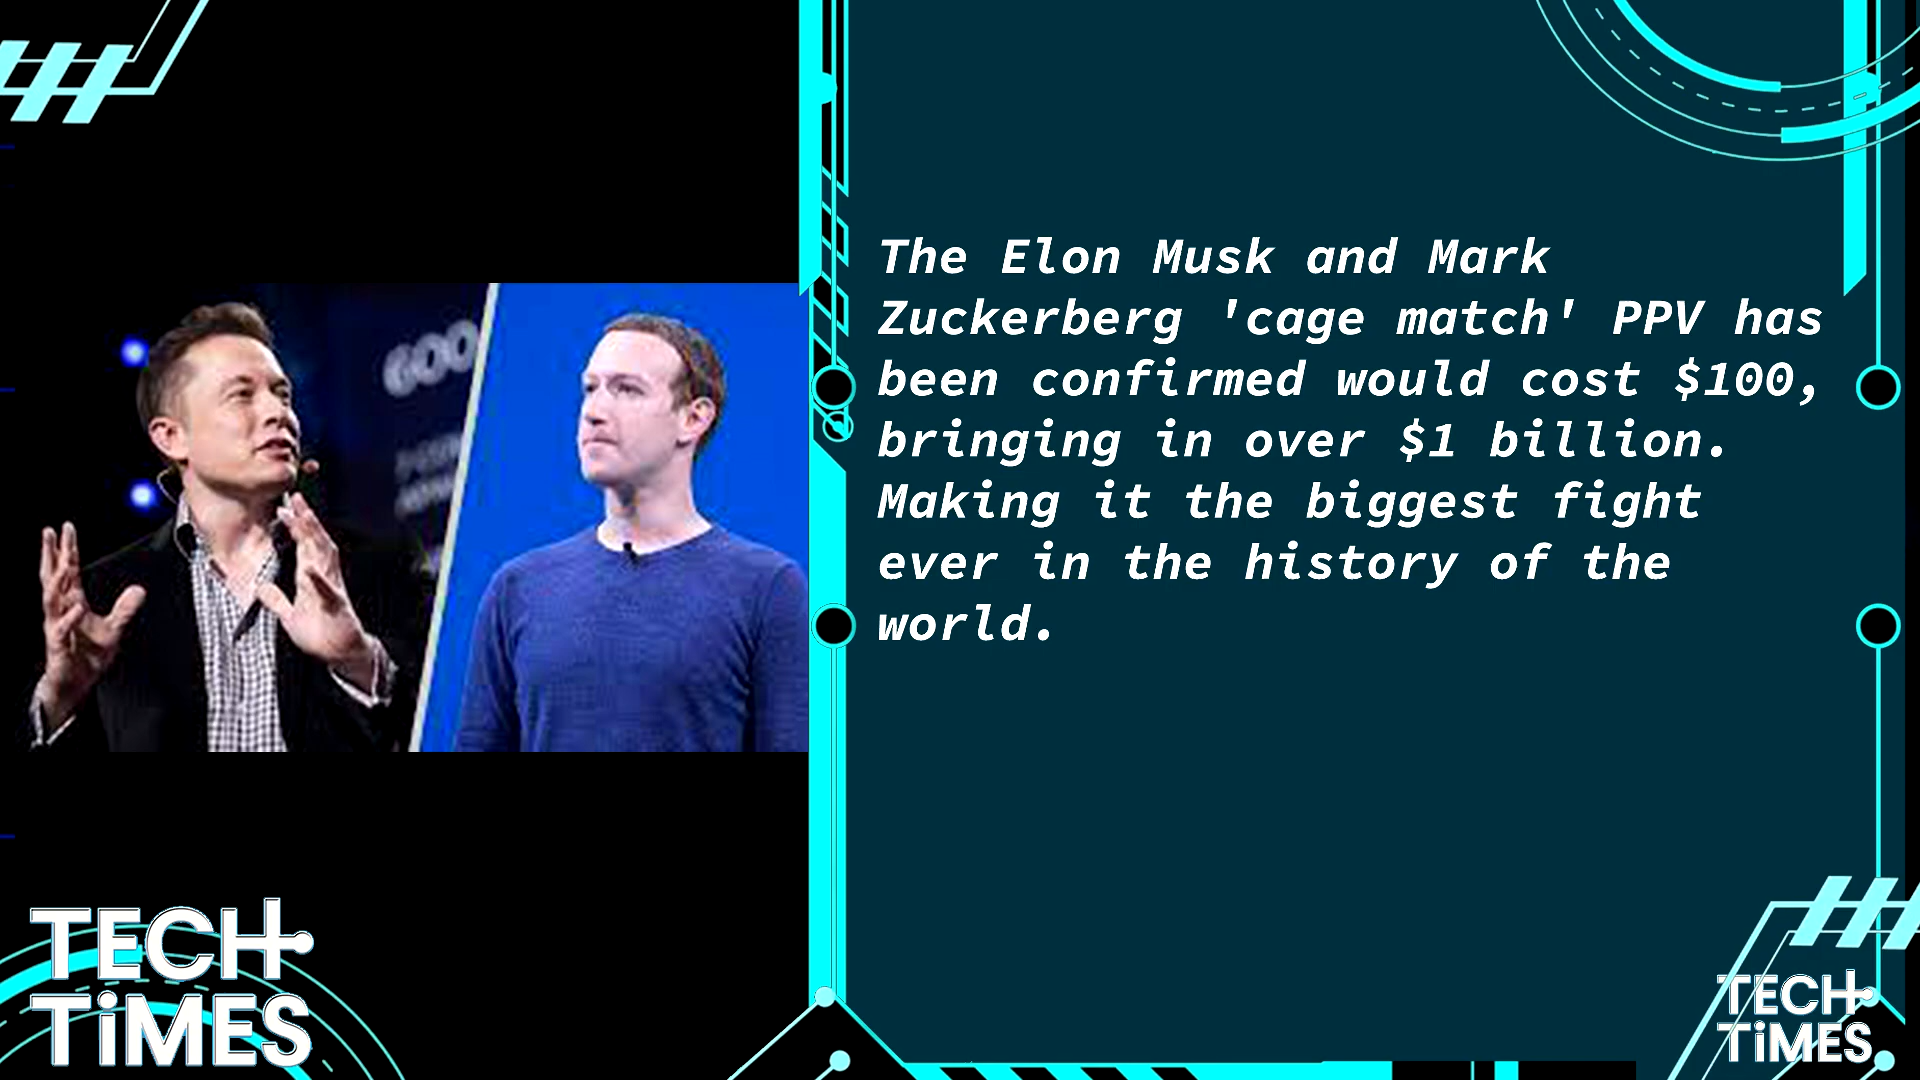 GOO
The Elon Musk and Mark
Zuckerberg 'cage match' PPV has
been confirmed would cost $100,
bringing in over $1 billion.
Making it the biggest fight
ever in the history of the
world.
TECH
TiMES
TECH
TiMES